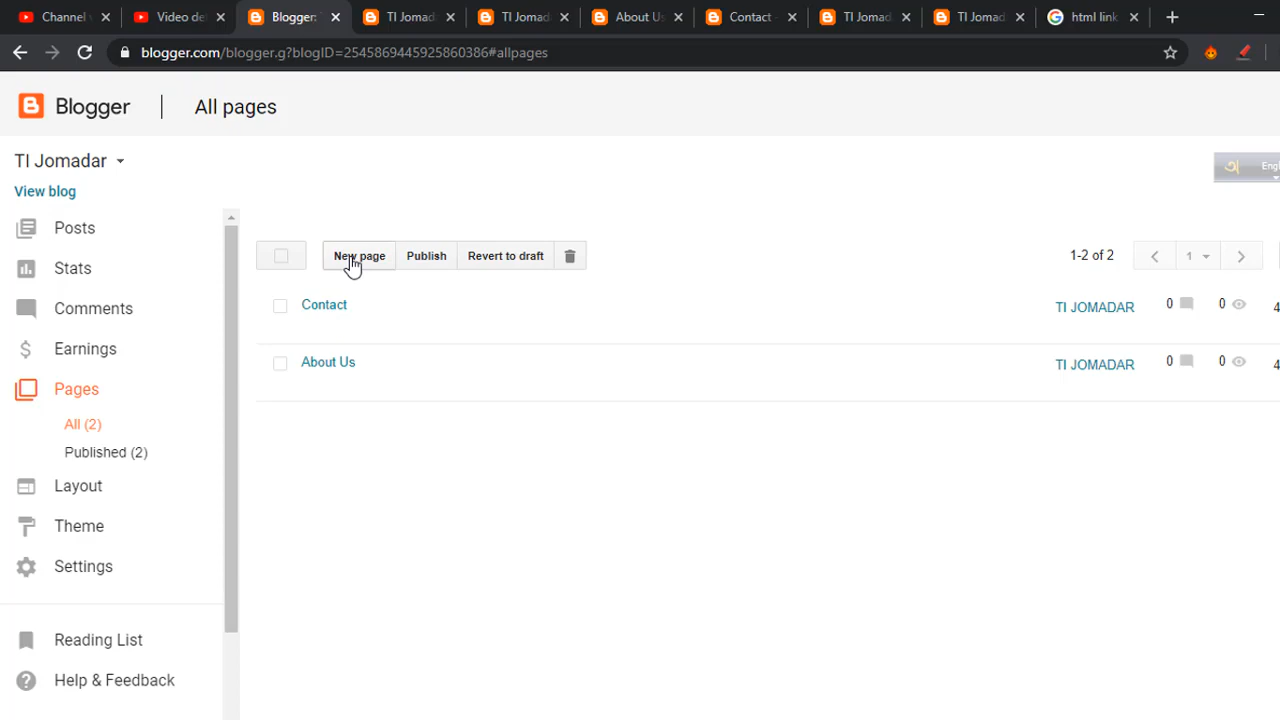 Channel
Video de
Blogger:
TI Jomad
TI Jomad
About Us
Contact -
TI Jomad
TI Jomad
html link
blogger.com/blogger.g?blogID=2545869445925860386#allpages
Blogger
All pages
TI Jomadar
View blog
Posts
Stats
Comments
Earnings
Pages
All (2)
Published (2)
Layout
Theme
Settings
Reading List
Help & Feedback
অ Engl
New page
Publish
Revert to draft
1-2 of 2
1
Contact
TI JOMADAR
0
0
4
About Us
TI JOMADAR
0
0
4